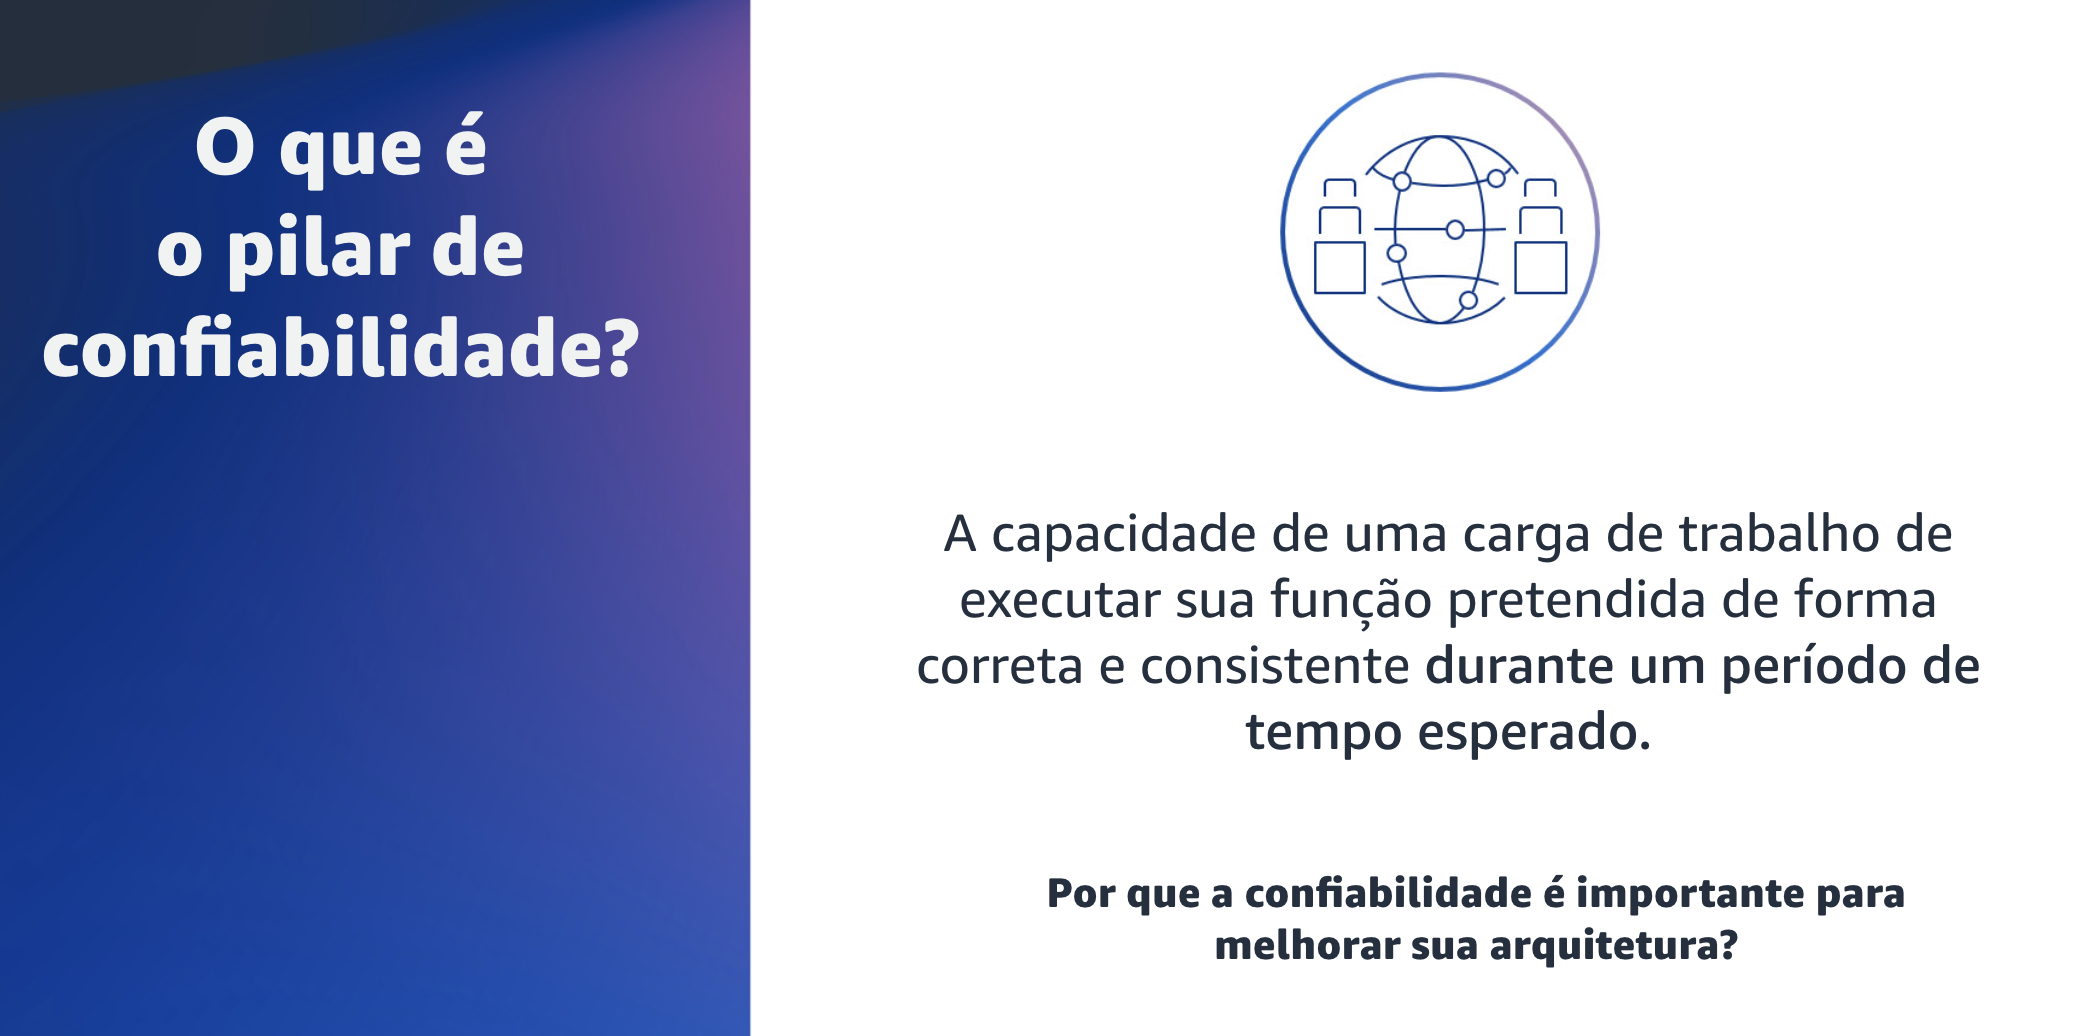 O que é
o pilar de
confiabilidade?
A capacidade de uma carga de trabalho de
executar sua função pretendida de forma
correta e consistente durante um período de
tempo esperado.
Por que a confiabilidade é importante para
melhorar sua arquitetura?